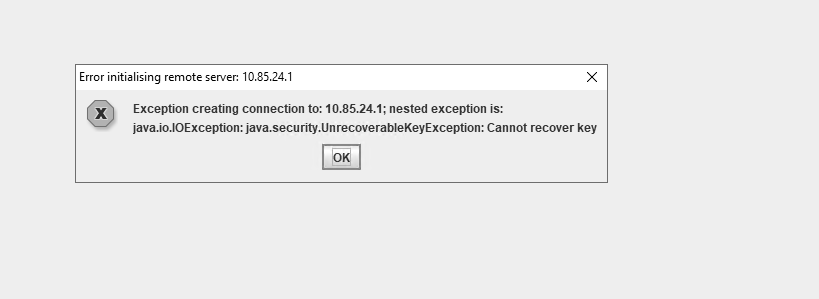 Error initialising remote server: 10.85.24.1
Exception creating connection to: 10.85.24.1; nested exception is:
java.io.IOException: java.security.UnrecoverableKeyException: Cannot recover key
OK